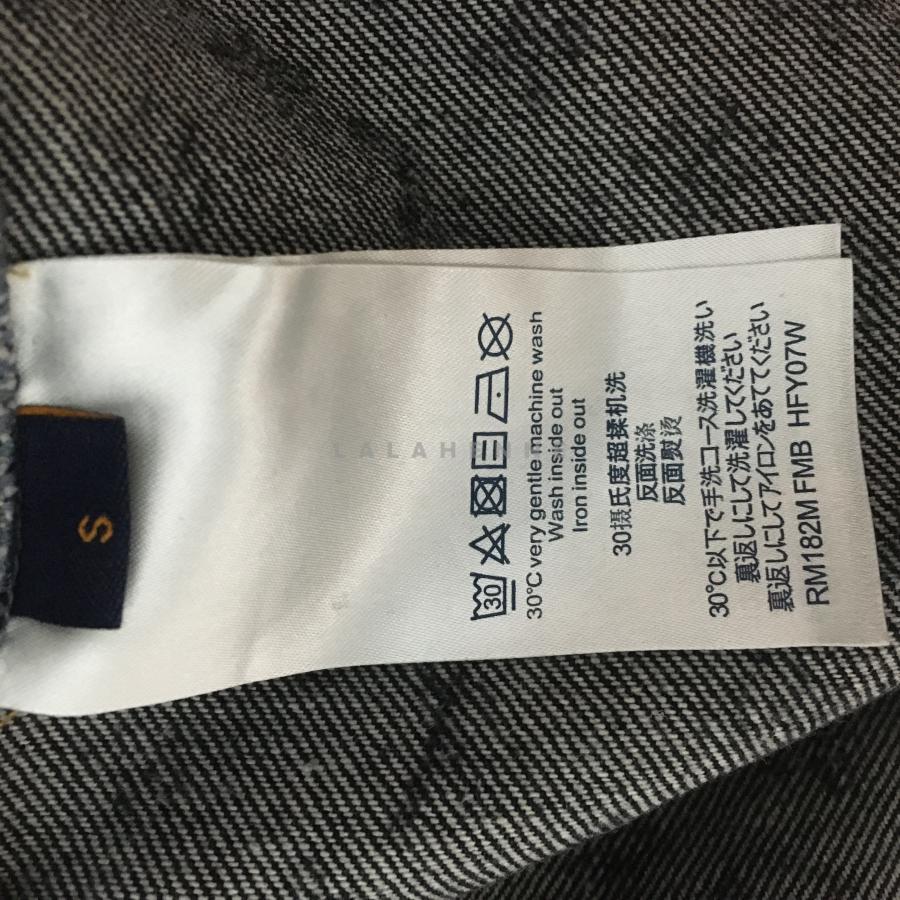 S
30
30°C very gentle machine wash
Wash inside out
Iron inside out
30摄氏度超揉机洗
反面洗涤
反面熨烫
30℃以下で手洗コース洗濯機洗い
裏返しにして洗濯してください
裏返しにしてアイロンをあててください
RM182M FMB HFY07W